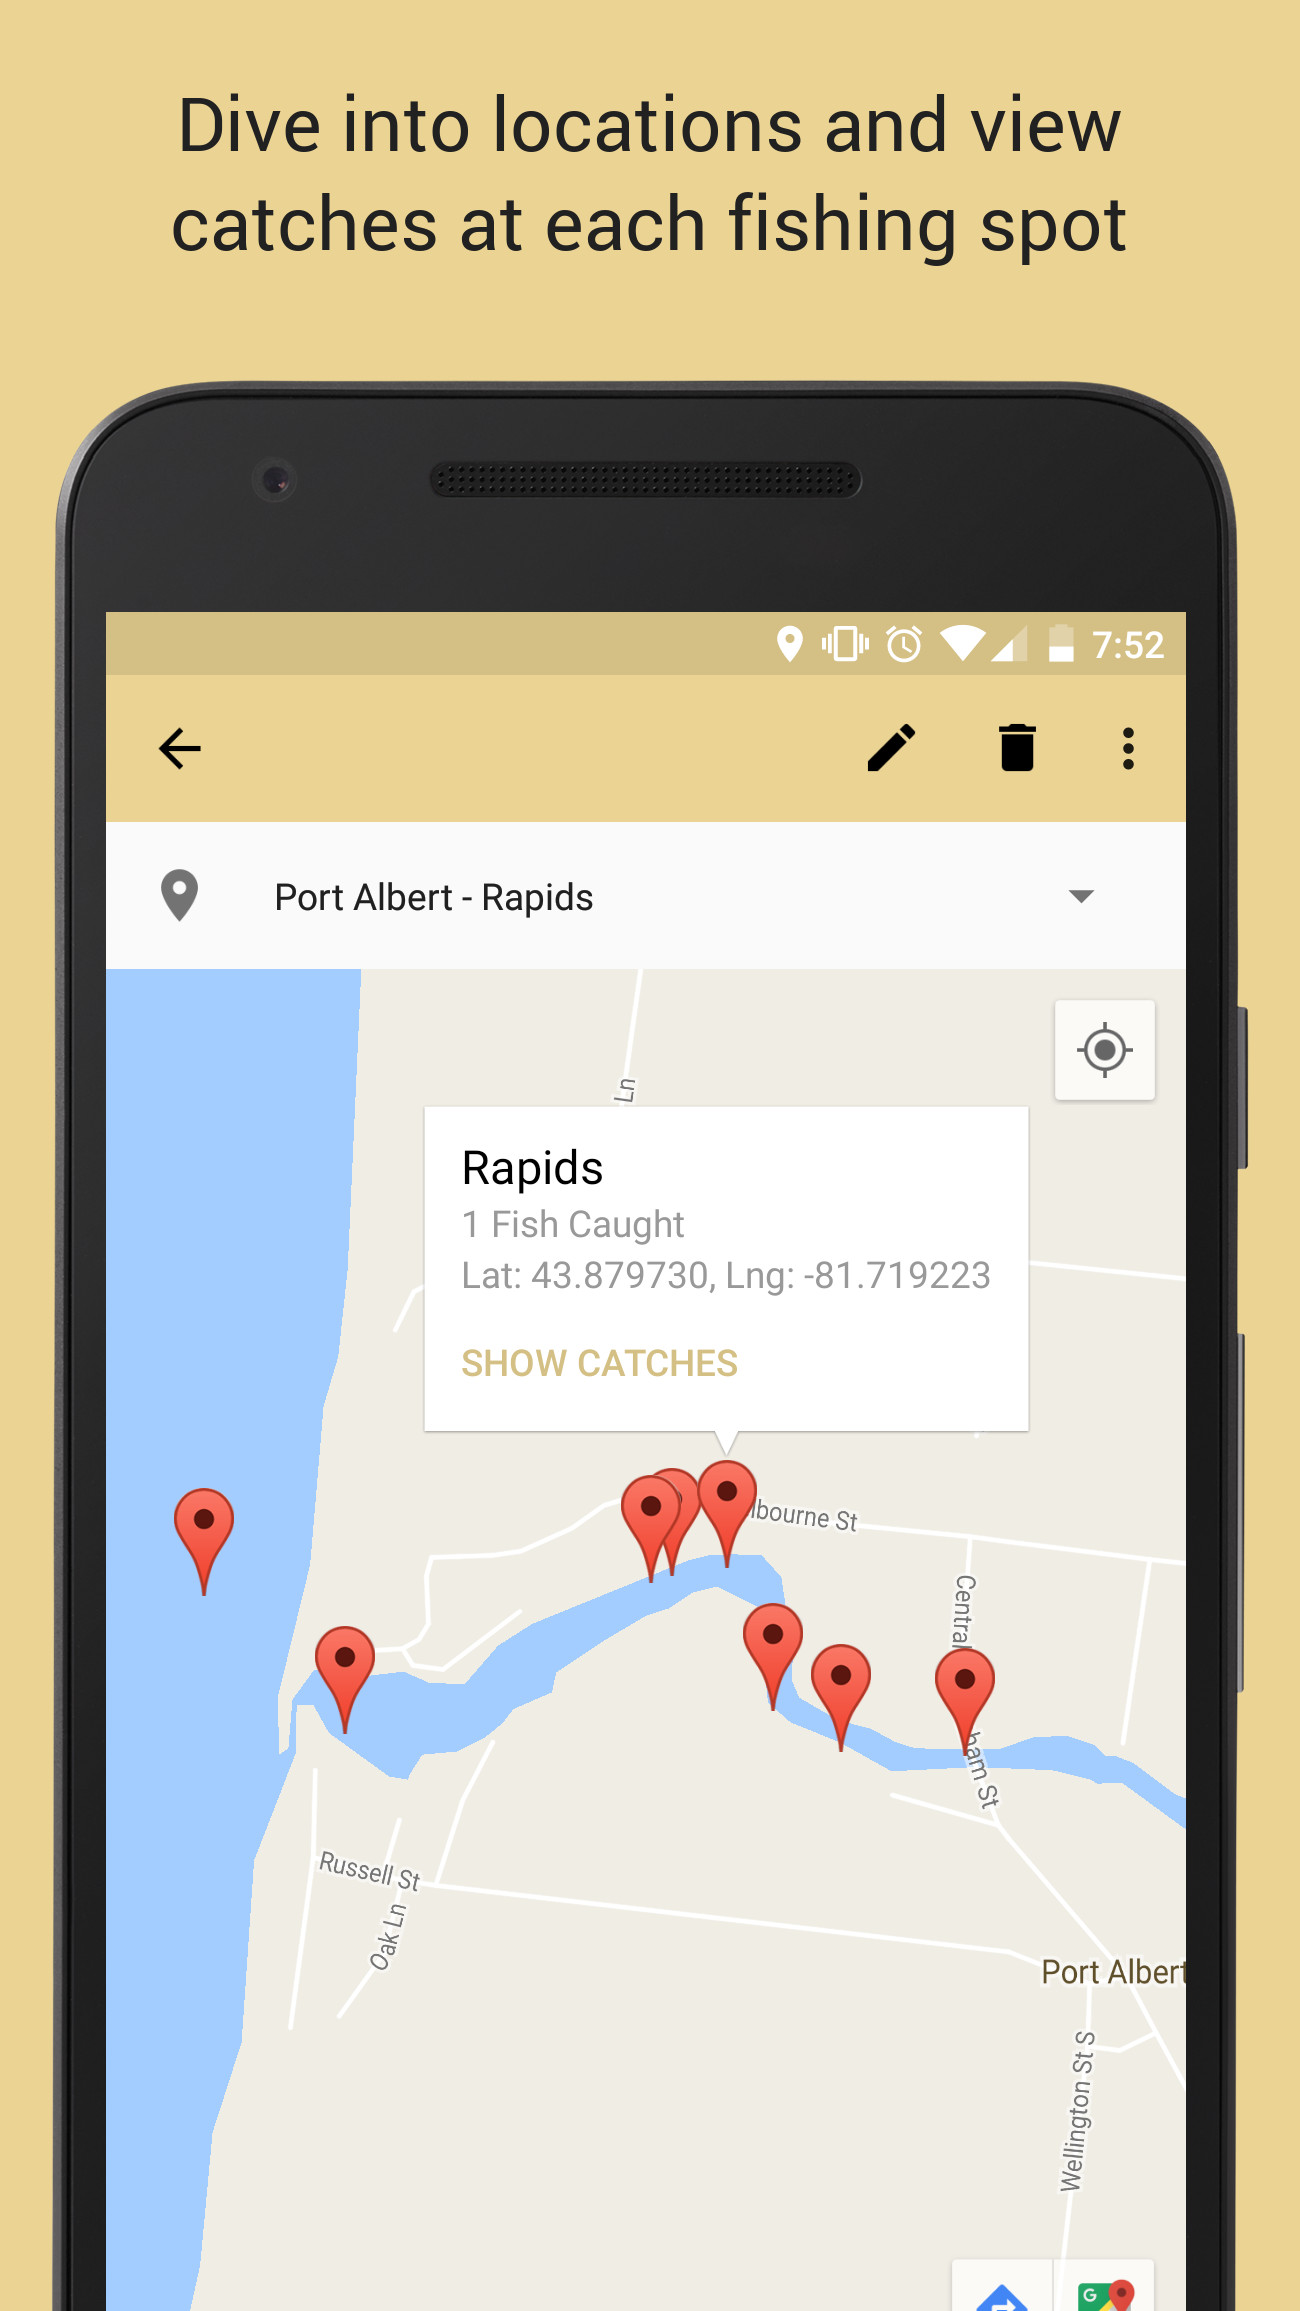 Dive into locations and view
catches at each fishing spot
7:52
Port Albert - Rapids
Ln
Rapids
1 Fish Caught
Lat: 43.879730, Lng: -81.719223
SHOW CATCHES
lbourne St
Central
ham St
Russell St
Oak Ln
Port Albert
Wellington St S
G